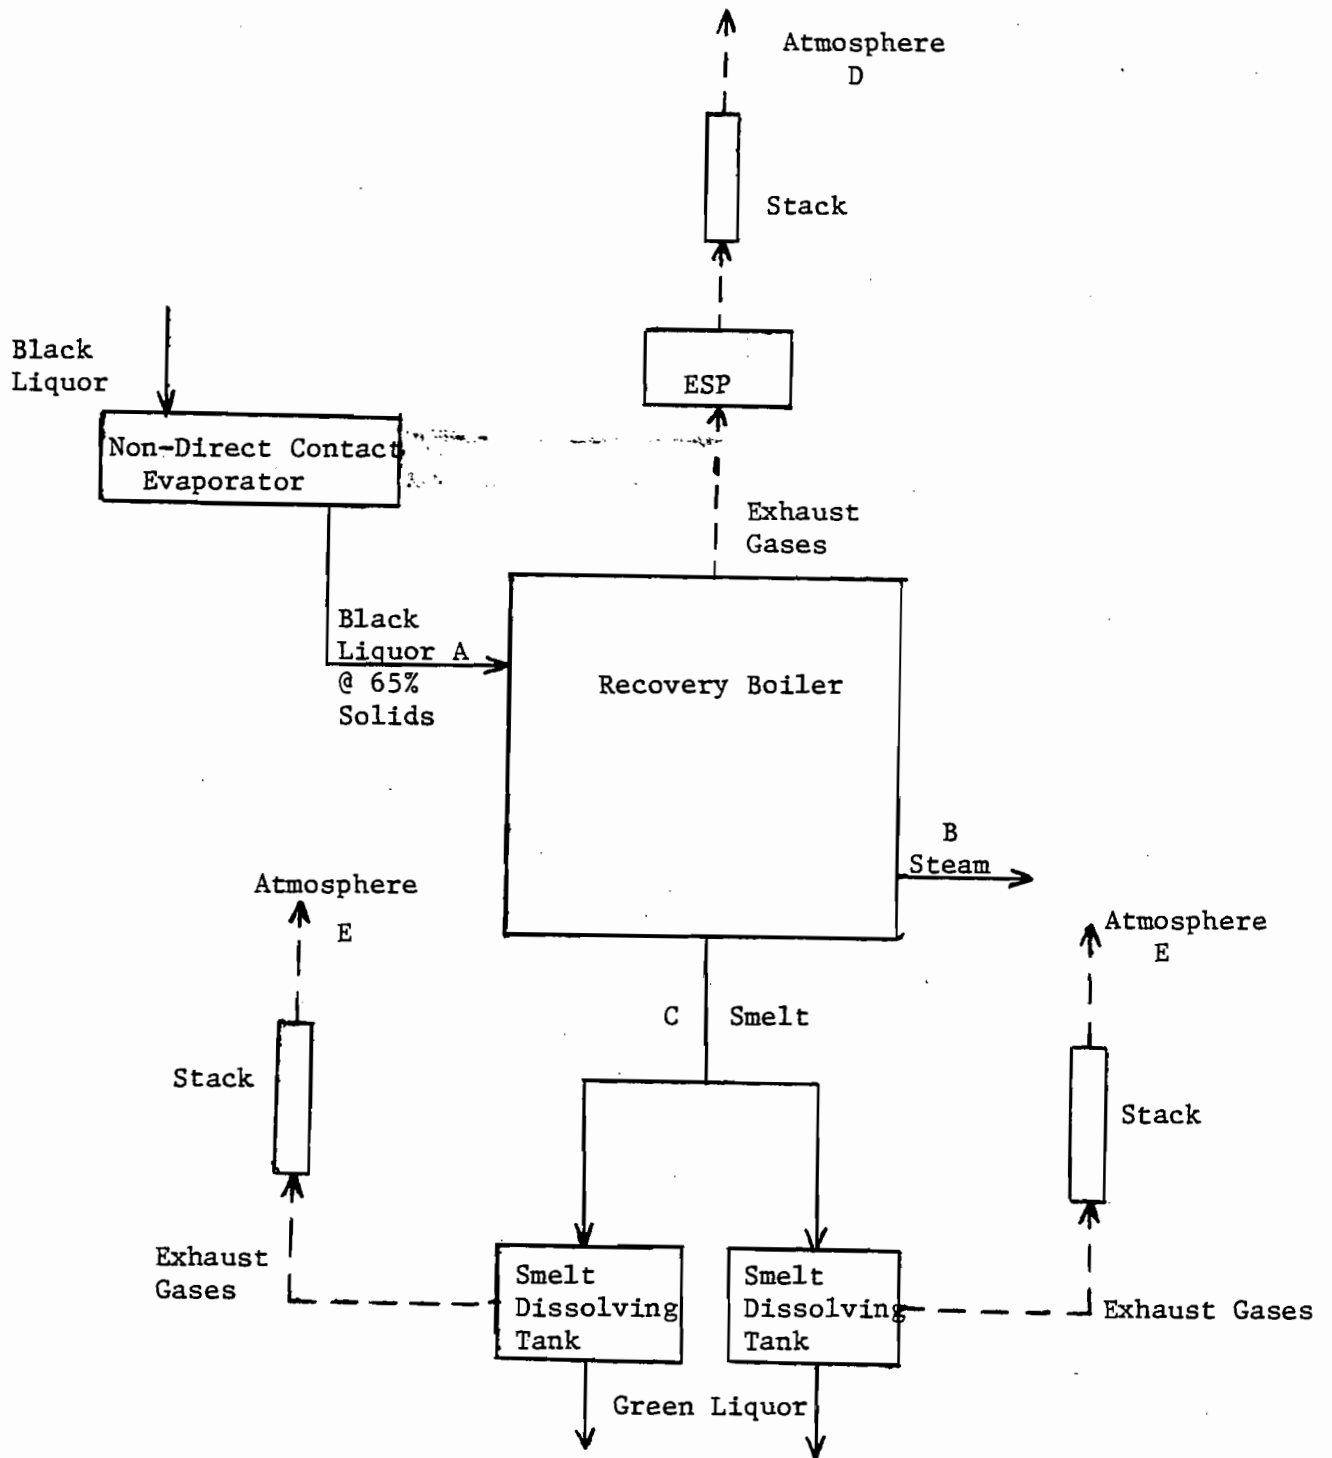 Atmosphere
D
Stack
Black
Liquor
ESP
Non-Direct Contact
Evaporator
Exhaust
Gases
Black
Liquor A
@ 65%
Solids
Recovery Boiler
B
Steam
Atmosphere
E
Atmosphere
E
C Smelt
Stack
Stack
Exhaust
Gases
Smelt
Dissolving
Tank
Smelt
Dissolving
Tank
Exhaust Gases
Green Liquor